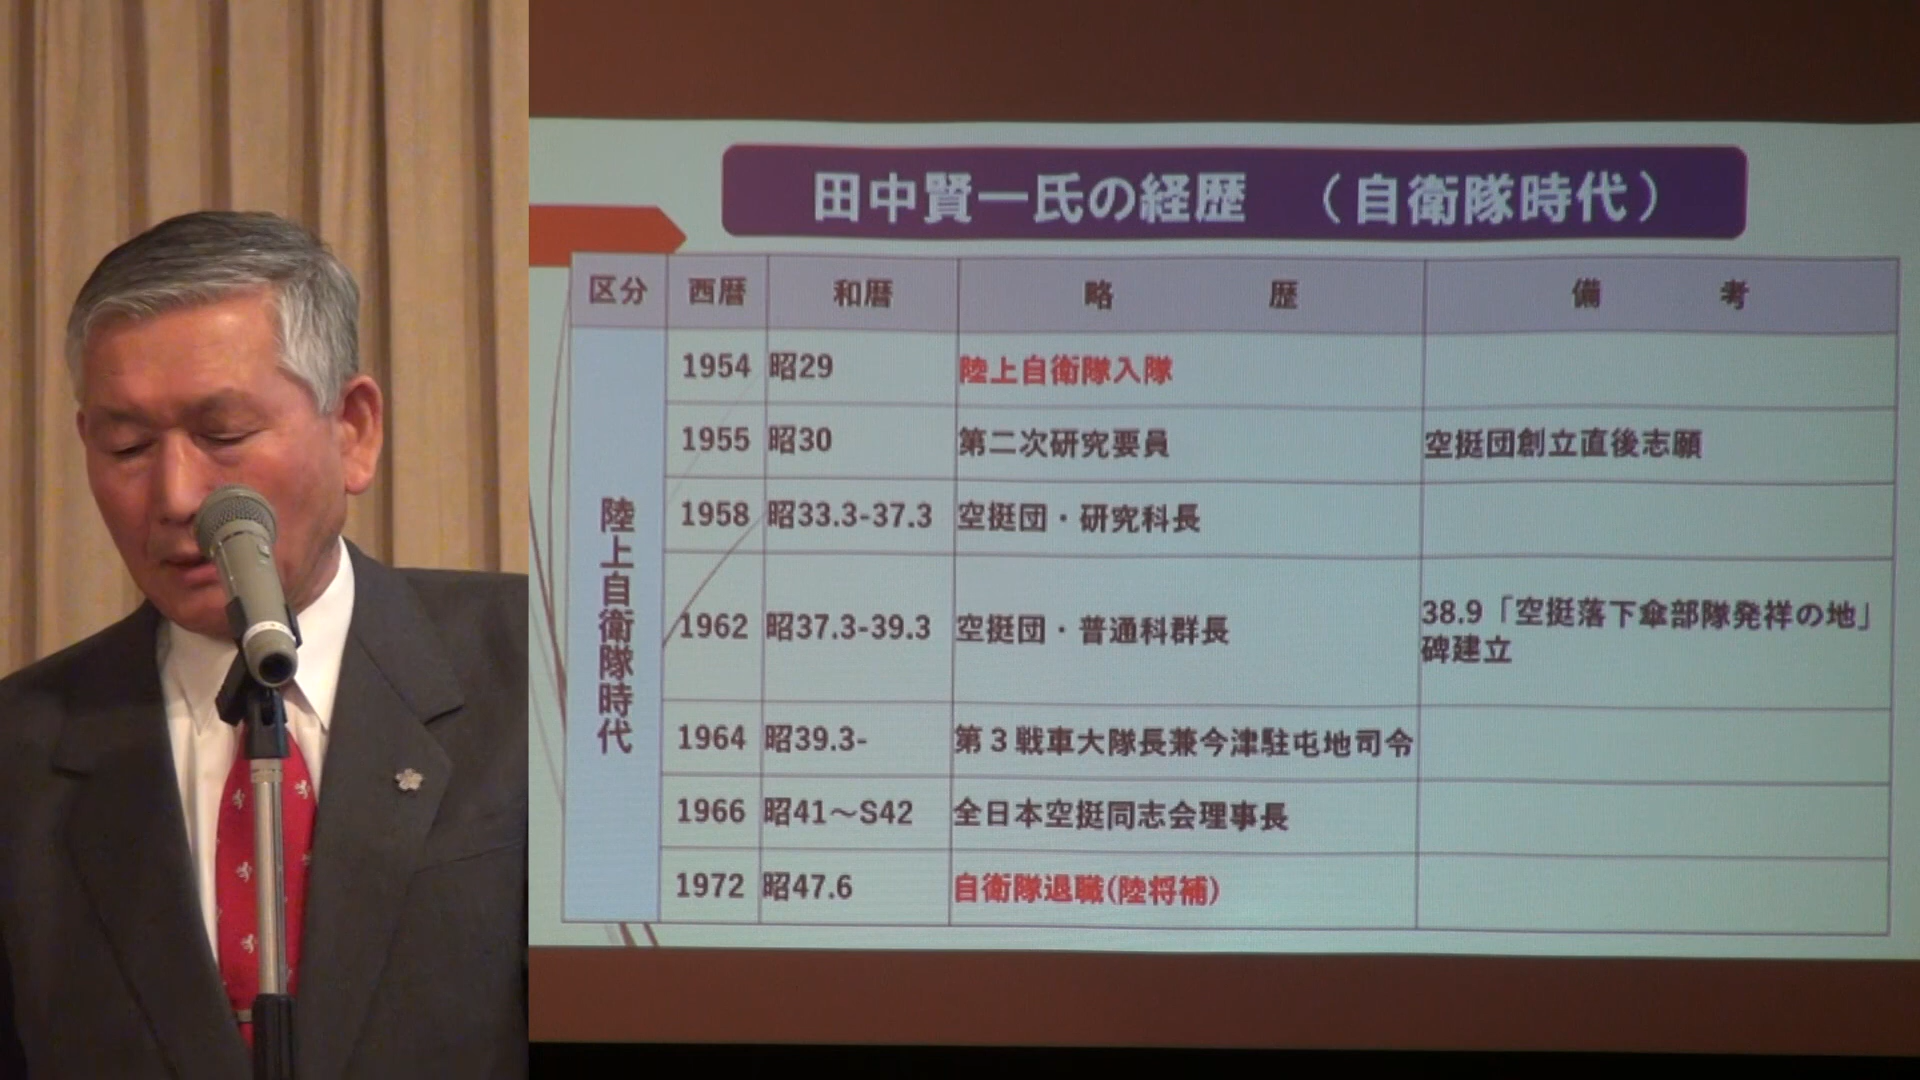 田中賢一氏の経歴 （自衛隊時代）
区分 西暦 和暦 略歴 備考
陸上自衛隊時代
1954 昭29 陸上自衛隊入隊
1955 昭30 第二次研究要員 空挺団創立直後志願
1958 昭33.3-37.3 空挺団・研究科長
1962 昭37.3-39.3 空挺団・普通科群長 38.9「空挺落下傘部隊発祥の地」
碑建立
1964 昭39.3- 第３戦車大隊長兼今津駐屯地司令
1966 昭41～S42 全日本空挺同志会理事長
1972 昭47.6 自衛隊退職(陸将補)